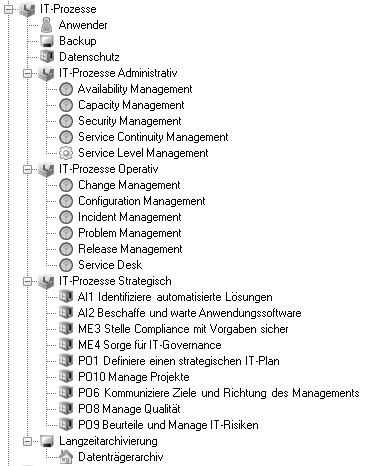 IT-Prozesse
Anwender
Backup
Datenschutz
IT-Prozesse Administrativ
Availability Management
Capacity Management
Security Management
Service Continuity Management
Service Level Management
IT-Prozesse Operativ
Change Management
Configuration Management
Incident Management
Problem Management
Release Management
Service Desk
IT-Prozesse Strategisch
AI1 Identifiziere automatisierte Lösungen
AI2 Beschaffe und warte Anwendungssoftware
ME3 Stelle Compliance mit Vorgaben sicher
ME4 Sorge für IT-Governance
PO1 Definiere einen strategischen IT-Plan
PO10 Manage Projekte
PO6 Kommuniziere Ziele und Richtung des Managements
PO8 Manage Qualität
PO9 Beurteile und Manage IT-Risiken
Langzeitarchivierung
Datenträgerarchiv